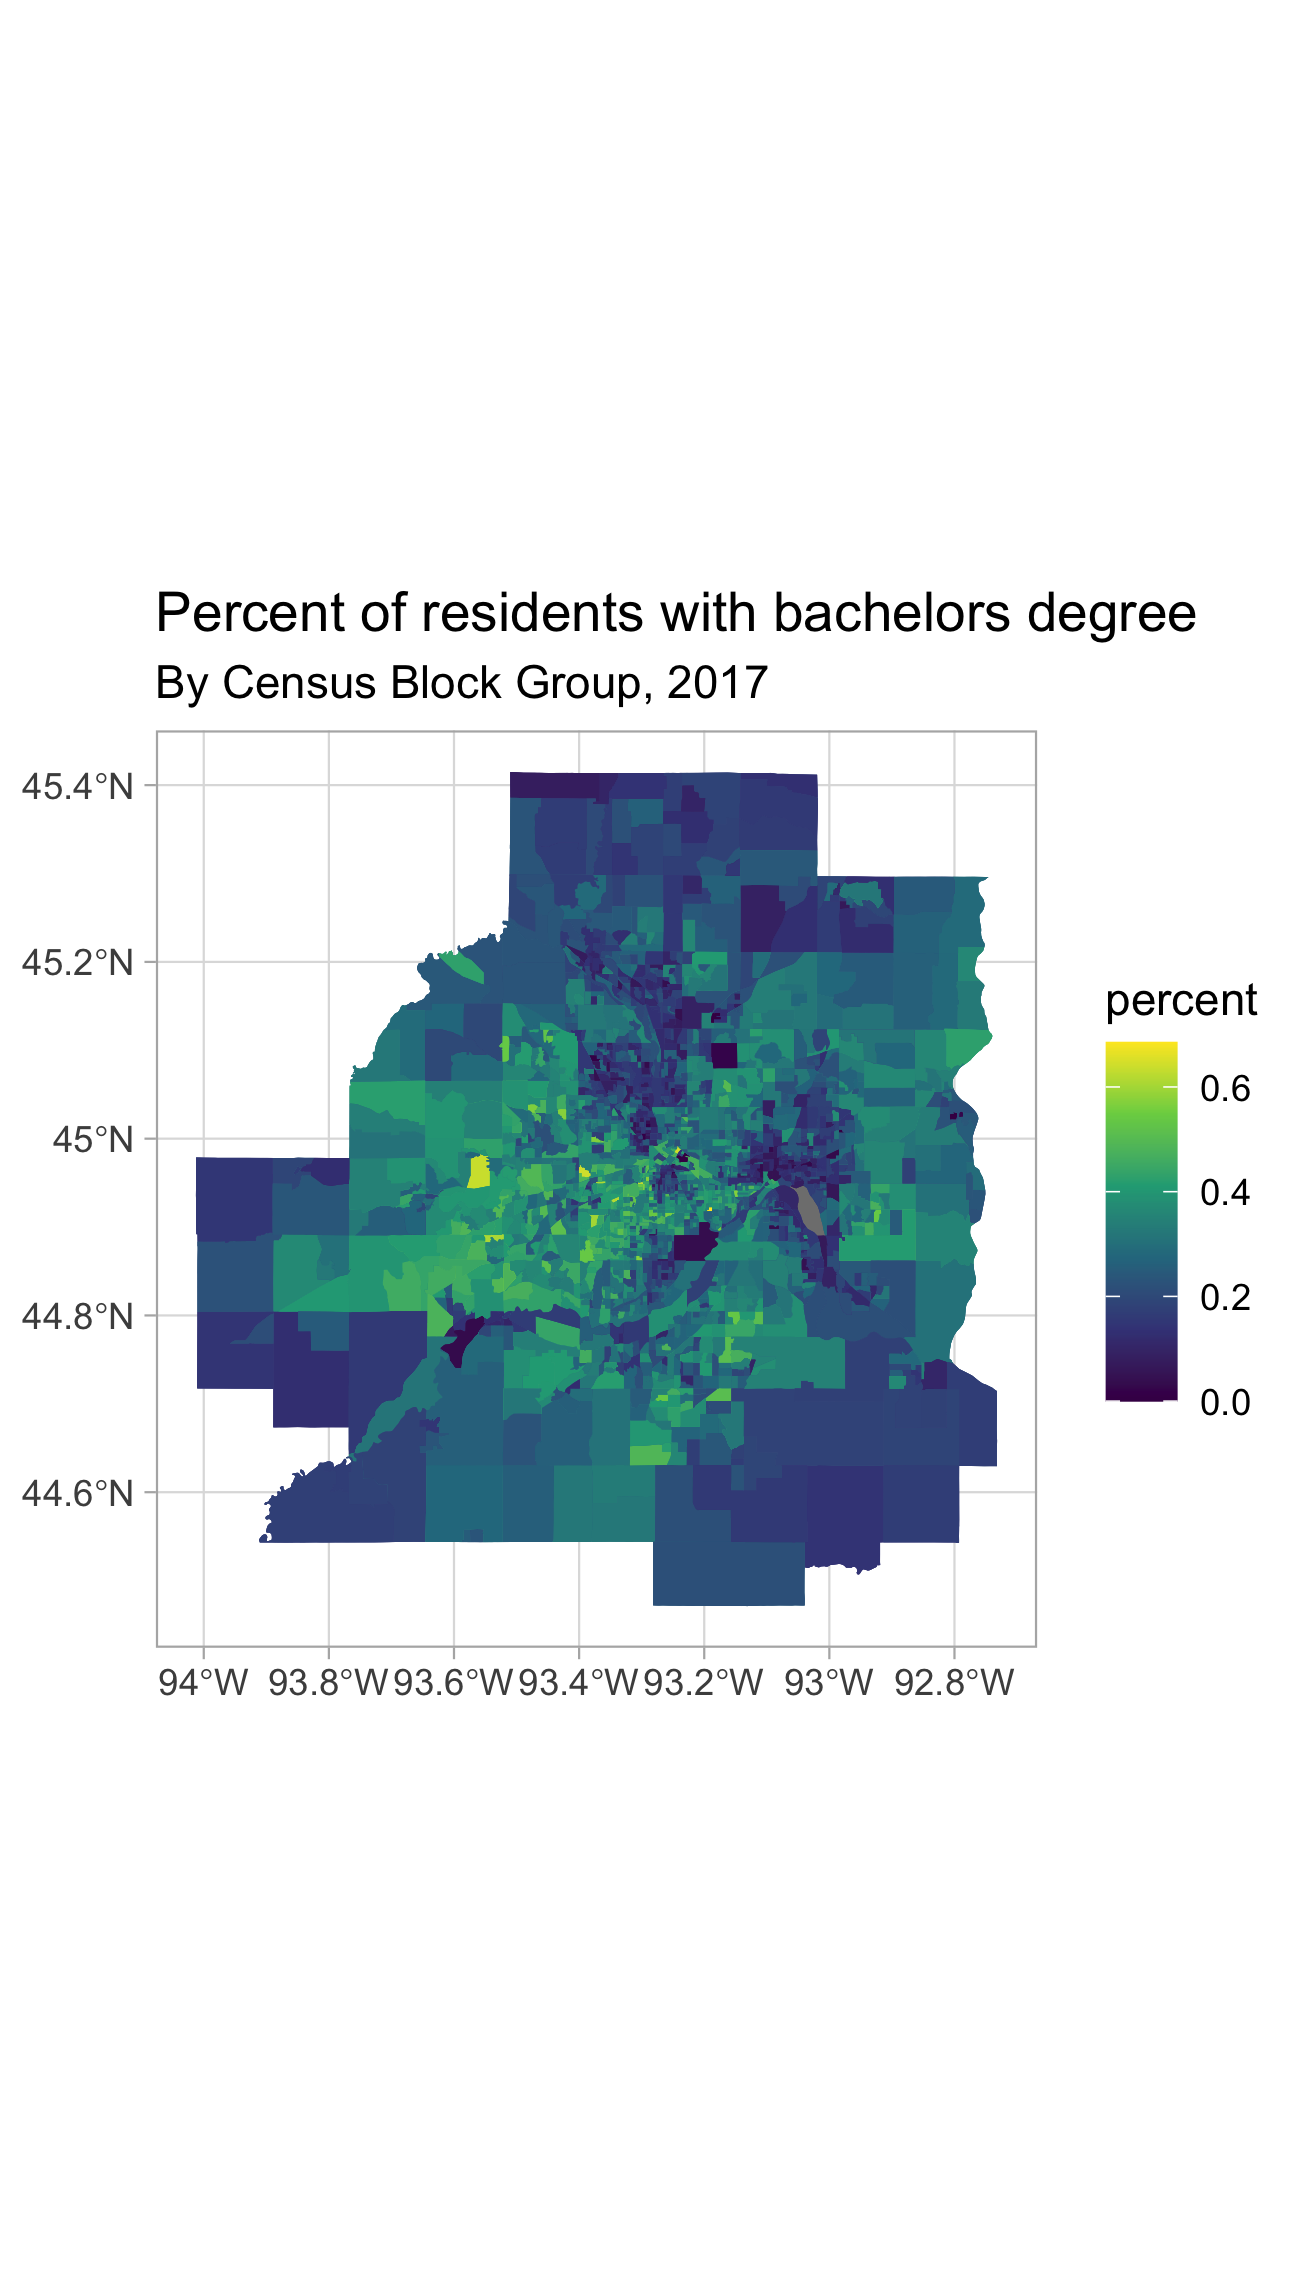 Percent of residents with bachelors degree
By Census Block Group, 2017
45.4°N
45.2°N
45°N
44.8°N
44.6°N
94°W 93.8°W 93.6°W 93.4°W 93.2°W 93°W 92.8°W
percent
0.6
0.4
0.2
0.0